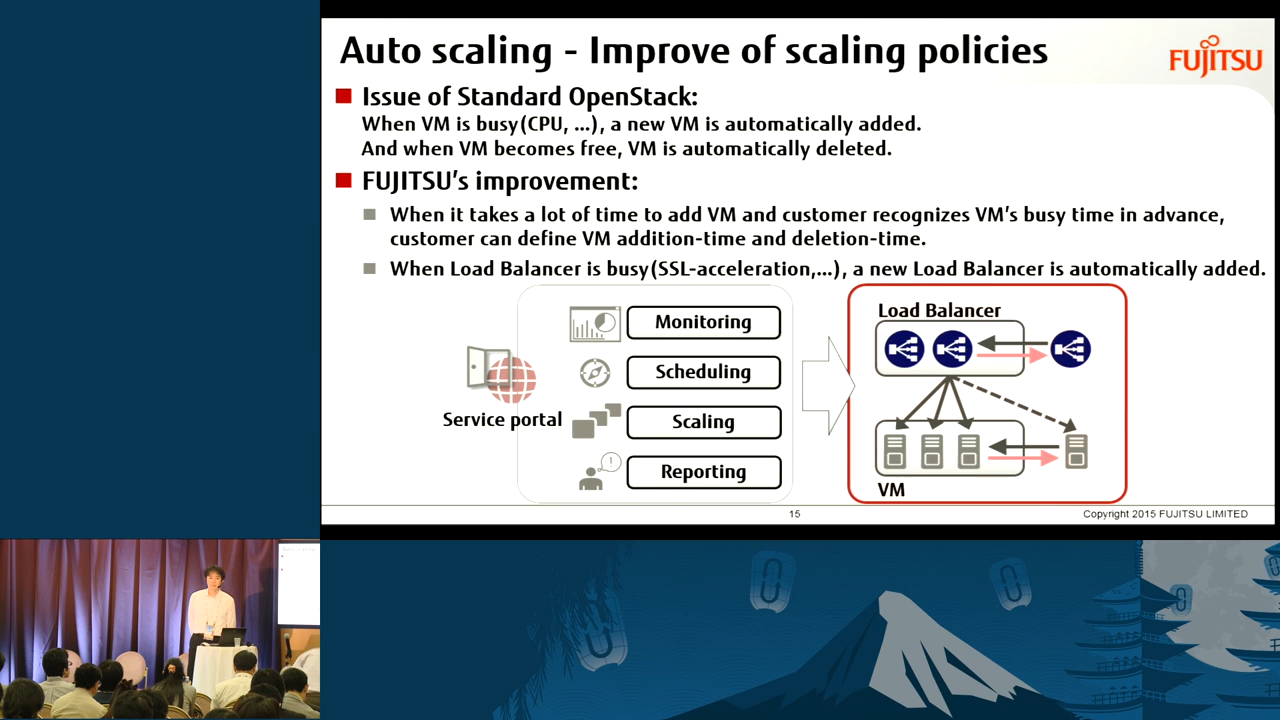 Auto scaling - Improve of scaling policies
FUJITSU
Issue of Standard OpenStack:
When VM is busy(CPU, ...), a new VM is automatically added.
And when VM becomes free, VM is automatically deleted.
FUJITSU's improvement:
When it takes a lot of time to add VM and customer recognizes VM's busy time in advance,
customer can define VM addition-time and deletion-time.
When Load Balancer is busy(SSL-acceleration,...), a new Load Balancer is automatically added.
Service portal
Monitoring
Scheduling
Scaling
Reporting
Load Balancer
VM
15
Copyright 2015 FUJITSU LIMITED